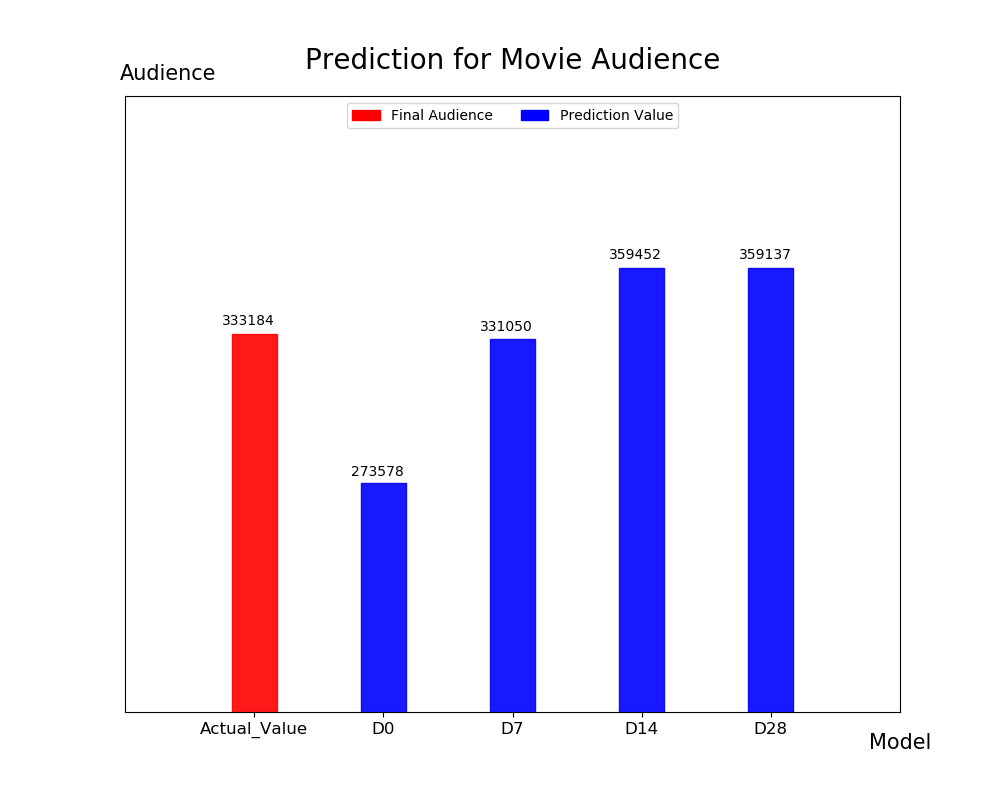 Prediction for Movie Audience
Audience
Final Audience Prediction Value
359452 359137
333184
331050
273578
Actual_Value D0 D7 D14 D28
Model